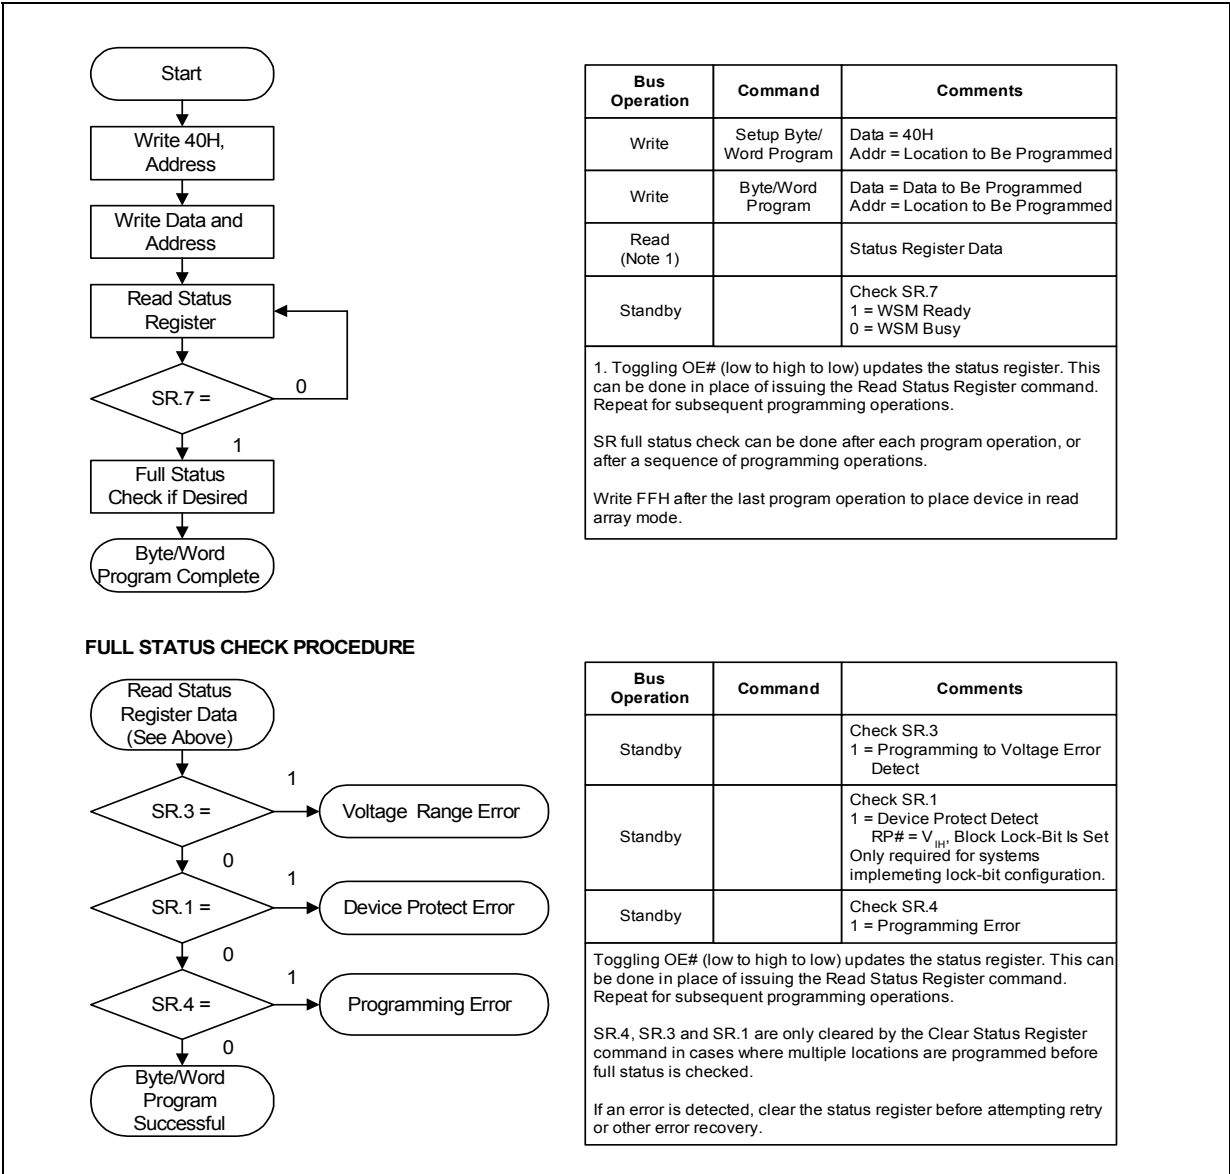 Start
Write 40H,
Address
Write Data and
Address
Read Status
Register
SR.7 =
0
1
Full Status
Check if Desired
Byte/Word
Program Complete
Bus
Operation
Command
Comments
Write
Setup Byte/
Word Program
Data = 40H
Addr = Location to Be Programmed
Write
Byte/Word
Program
Data = Data to Be Programmed
Addr = Location to Be Programmed
Read
(Note 1)
Status Register Data
Standby
Check SR.7
1 = WSM Ready
0 = WSM Busy
1. Toggling OE# (low to high to low) updates the status register. This
can be done in place of issuing the Read Status Register command.
Repeat for subsequent programming operations.
SR full status check can be done after each program operation, or
after a sequence of programming operations.
Write FFH after the last program operation to place device in read
array mode.
FULL STATUS CHECK PROCEDURE
Read Status
Register Data
(See Above)
SR.3 =
1
Voltage Range Error
0
SR.1 =
1
Device Protect Error
0
SR.4 =
1
Programming Error
0
Byte/Word
Program
Successful
Bus
Operation
Command
Comments
Standby
Check SR.3
1 = Programming to Voltage Error
Detect
Standby
Check SR.1
1 = Device Protect Detect
RP# = VIH, Block Lock-Bit Is Set
Only required for systems
implemeting lock-bit configuration.
Standby
Check SR.4
1 = Programming Error
Toggling OE# (low to high to low) updates the status register. This can
be done in place of issuing the Read Status Register command.
Repeat for subsequent programming operations.
SR.4, SR.3 and SR.1 are only cleared by the Clear Status Register
command in cases where multiple locations are programmed before
full status is checked.
If an error is detected, clear the status register before attempting retry
or other error recovery.